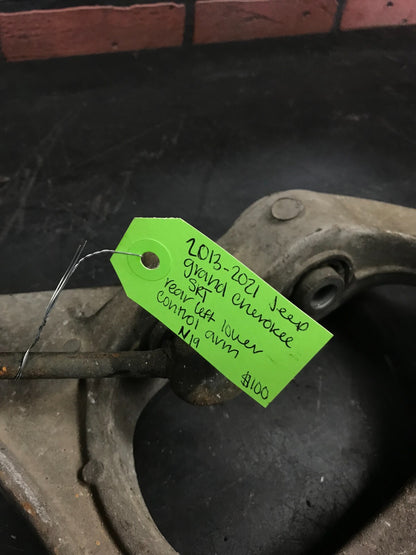 2013-2021 Jeep
grand cherokee
SRT
rear left lower
control arm
N19
$100